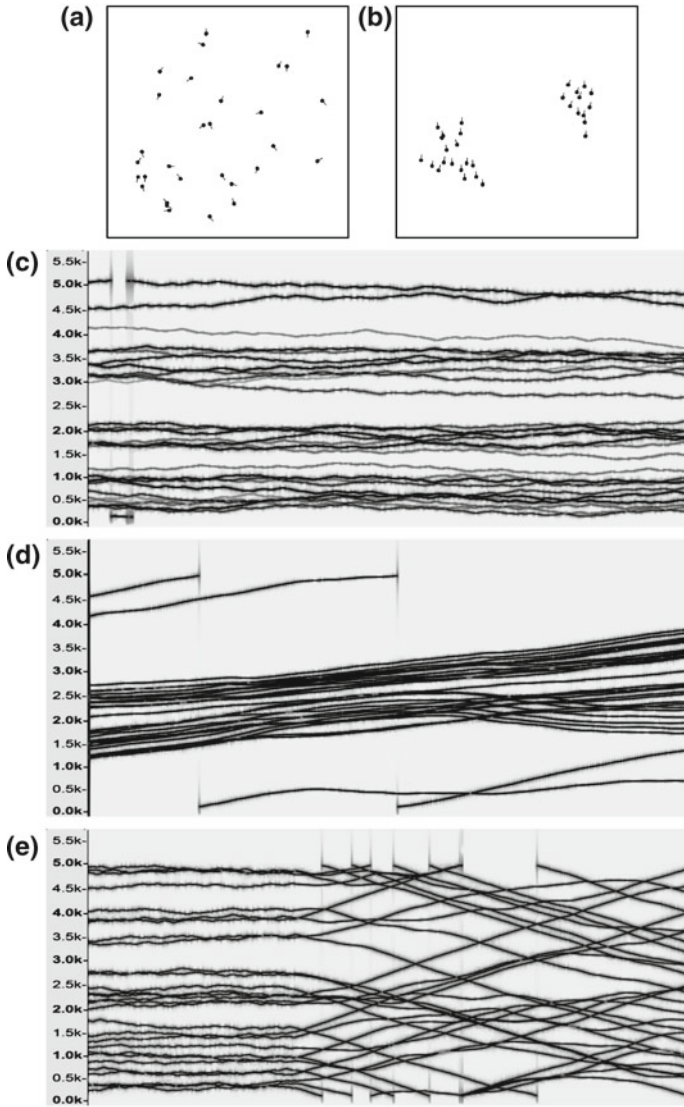 (a)
(b)
(c)
5.5k-
5.0k-
4.5k-
4.0k-
3.5k-
3.0k-
2.5k-
2.0k-
1.5k-
1.0k-
0.5k-
0.0k-
(d)
5.5k-
5.0k-
4.5k-
4.0k-
3.5k-
3.0k-
2.5k-
2.0k-
1.5k-
1.0k-
0.5k-
0.0k-
(e)
5.5k-
5.0k-
4.5k-
4.0k-
3.5k-
3.0k-
2.5k-
2.0k-
1.5k-
1.0k-
0.5k-
0.0k-